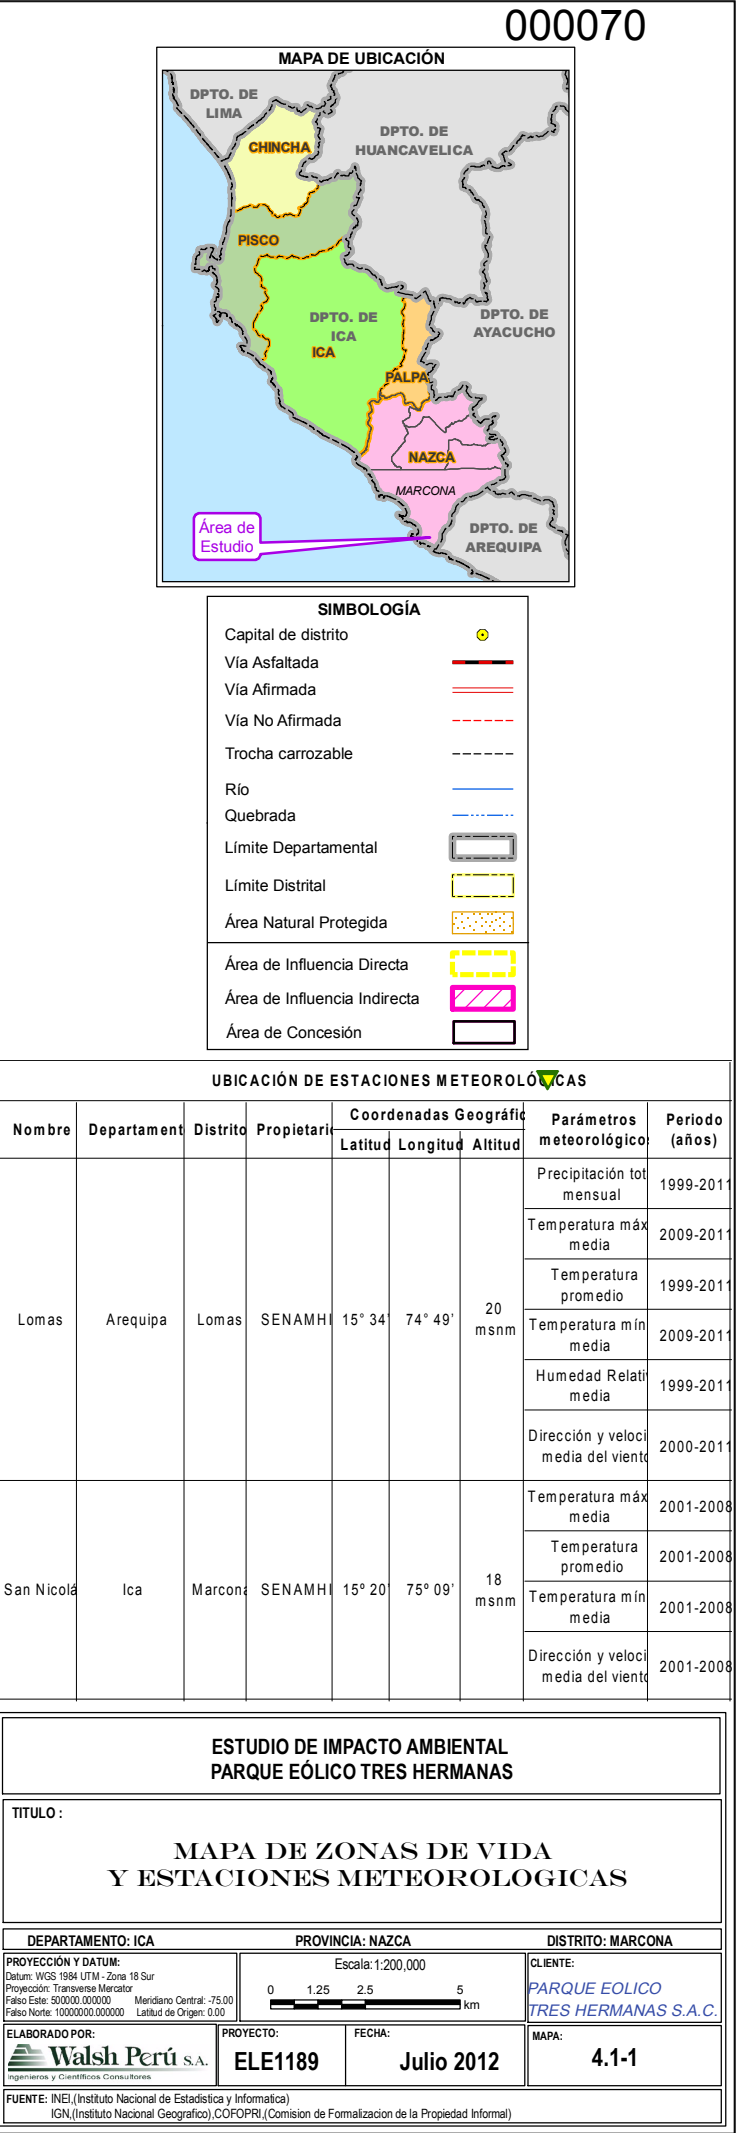 000070
MAPA DE UBICACIÓN
DPTO. DE
LIMA
DPTO. DE
HUANCAVELICA
CHINCHA
PISCO
DPTO. DE
ICA
ICA
DPTO. DE
AYACUCHO
PALPA
NAZCA
MARCONA
Área de
Estudio
DPTO. DE
AREQUIPA
SIMBOLOGÍA
Capital de distrito
Vía Asfaltada
Vía Afirmada
Vía No Afirmada
Trocha carrozable
Río
Quebrada
Límite Departamental
Límite Distrital
Área Natural Protegida
Área de Influencia Directa
Área de Influencia Indirecta
Área de Concesión
UBICACIÓN DE ESTACIONES METEOROLÓGICAS
Nombre Departament Distrito Propietari Coordenadas Geográfic Parámetros meteorológicos Periodo (años)
Latitud Longitud Altitud
Lomas Arequipa Lomas SENAMHI 15° 34' 74° 49' 20 msnm
Precipitación tot
mensual 1999-2011
Temperatura máx
media 2009-2011
Temperatura
promedio 1999-2011
Temperatura mín
media 2009-2011
Humedad Relativ
media 1999-2011
Dirección y veloci
media del viento 2000-2011
San Nicolá Ica Marcona SENAMHI 15º 20' 75º 09' 18 msnm
Temperatura máx
media 2001-2008
Temperatura
promedio 2001-2008
Temperatura mín
media 2001-2008
Dirección y veloci
media del viento 2001-2008
ESTUDIO DE IMPACTO AMBIENTAL
PARQUE EÓLICO TRES HERMANAS
TITULO :
MAPA DE ZONAS DE VIDA
Y ESTACIONES METEOROLOGICAS
DEPARTAMENTO: ICA PROVINCIA: NAZCA DISTRITO: MARCONA
PROYECCIÓN Y DATUM:
Datum: WGS 1984 UTM - Zona 18 Sur
Proyección: Transverse Mercator
Falso Este: 500000.000000 Meridiano Central: -75.00
Falso Norte: 10000000.000000 Latitud de Origen: 0.00
Escala:1:200,000
0 1.25 2.5 5
km
CLIENTE:
PARQUE EOLICO
TRES HERMANAS S.A.C.
ELABORADO POR:
Walsh Perú S.A.
Ingenieros y Científicos Consultores
PROYECTO:
ELE1189
FECHA:
Julio 2012
MAPA:
4.1-1
FUENTE: INEI,(Instituto Nacional de Estadistica y Informatica)
IGN,(Instituto Nacional Geografico),COFOPRI,(Comision de Formalizacion de la Propiedad Informal)